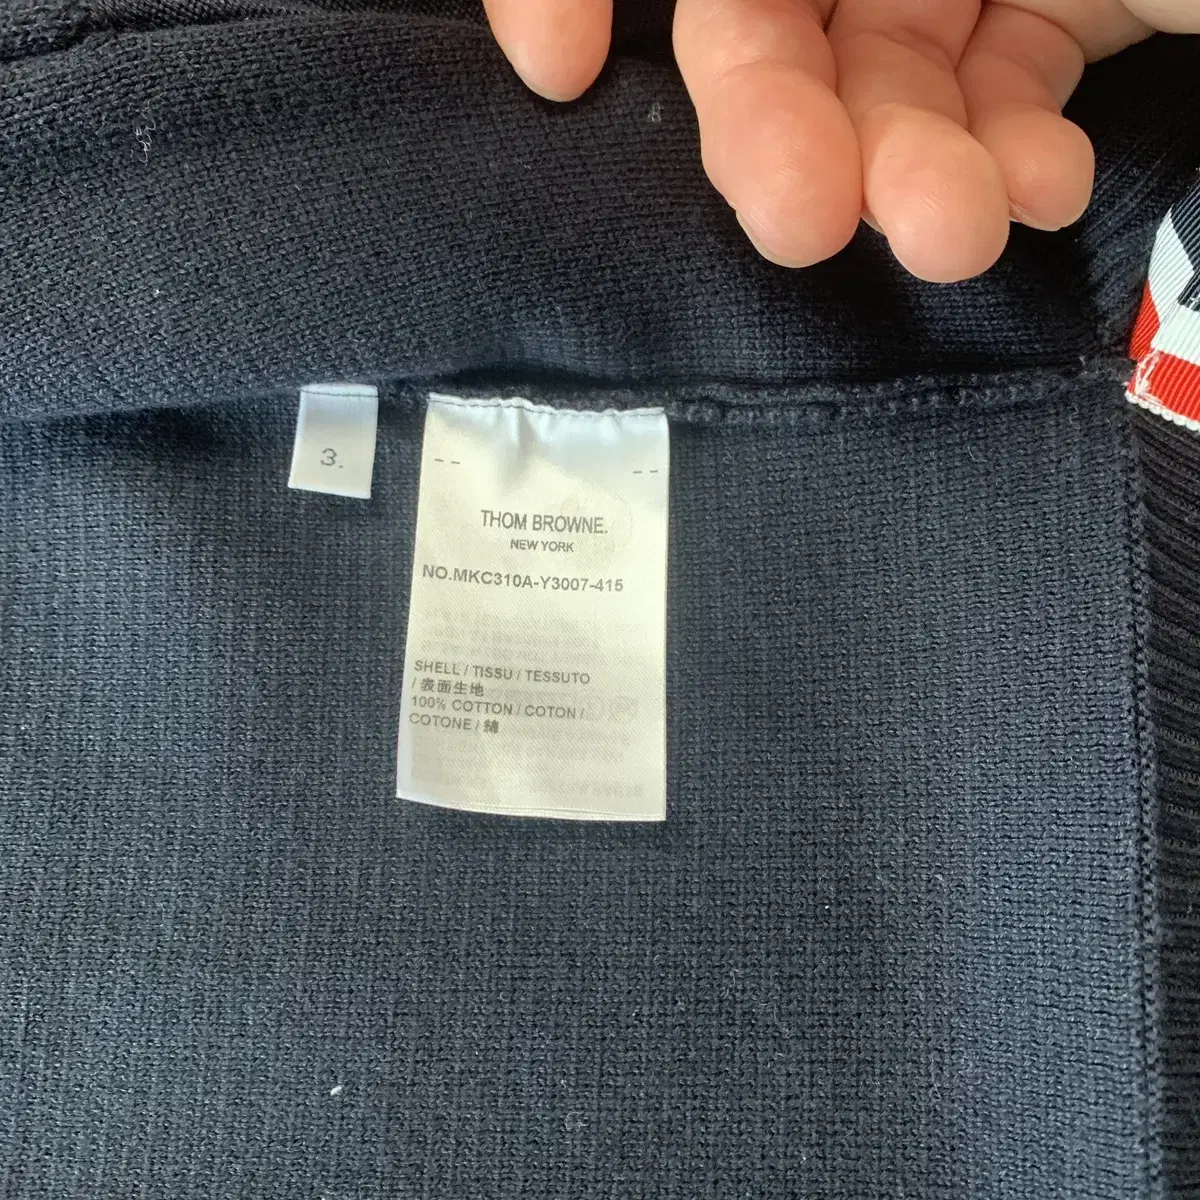 3.
THOM BROWNE.
NEW YORK
NO.MKC310A-Y3007-415
SHELL / TISSU / TESSUTO
/ 表面生地
100% COTTON / COTON /
COTONE / 綿